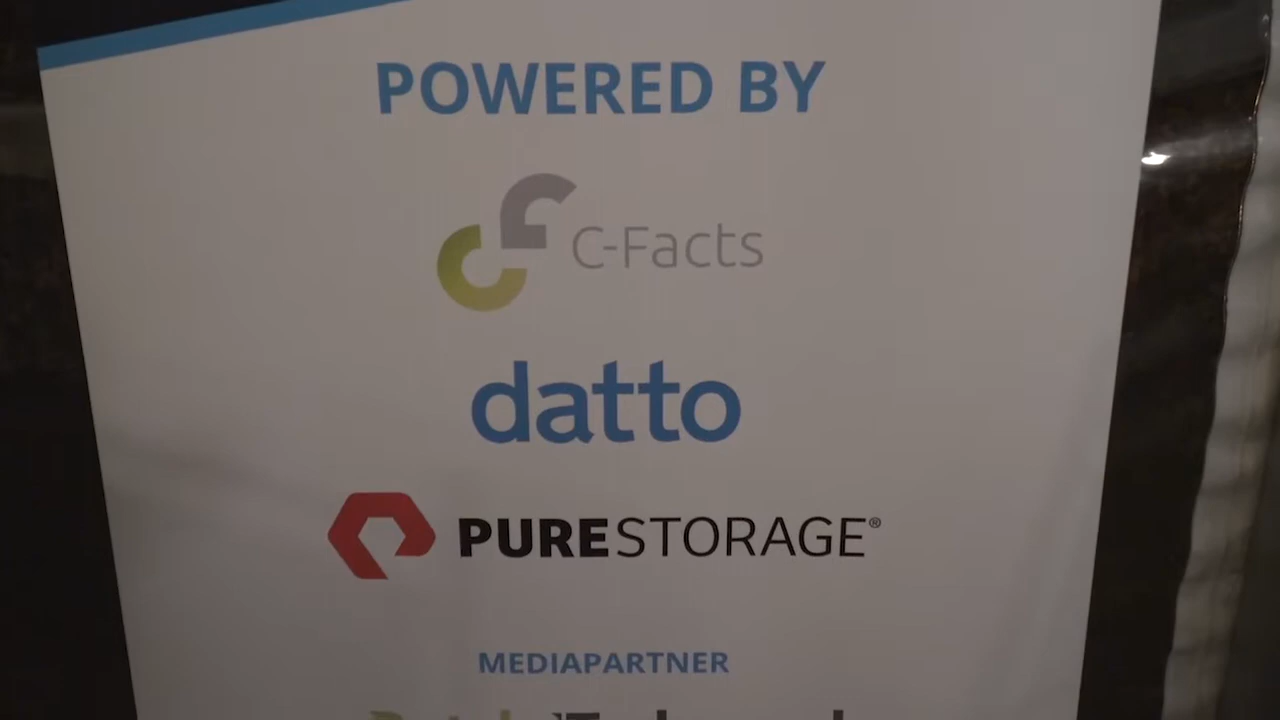 POWERED BY
C-Facts
datto
PURESTORAGE®
MEDIAPARTNER